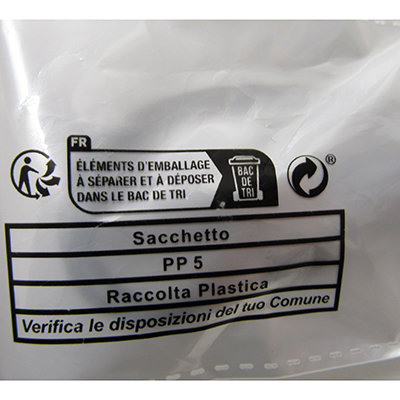 FR
ÉLÉMENTS D'EMBALLAGE
À SÉPARER ET À DÉPOSER
DANS LE BAC DE TRI
BAC
DE
TRI
®
Sacchetto
PP 5
Raccolta Plastica
Verifica le disposizioni del tuo Comune